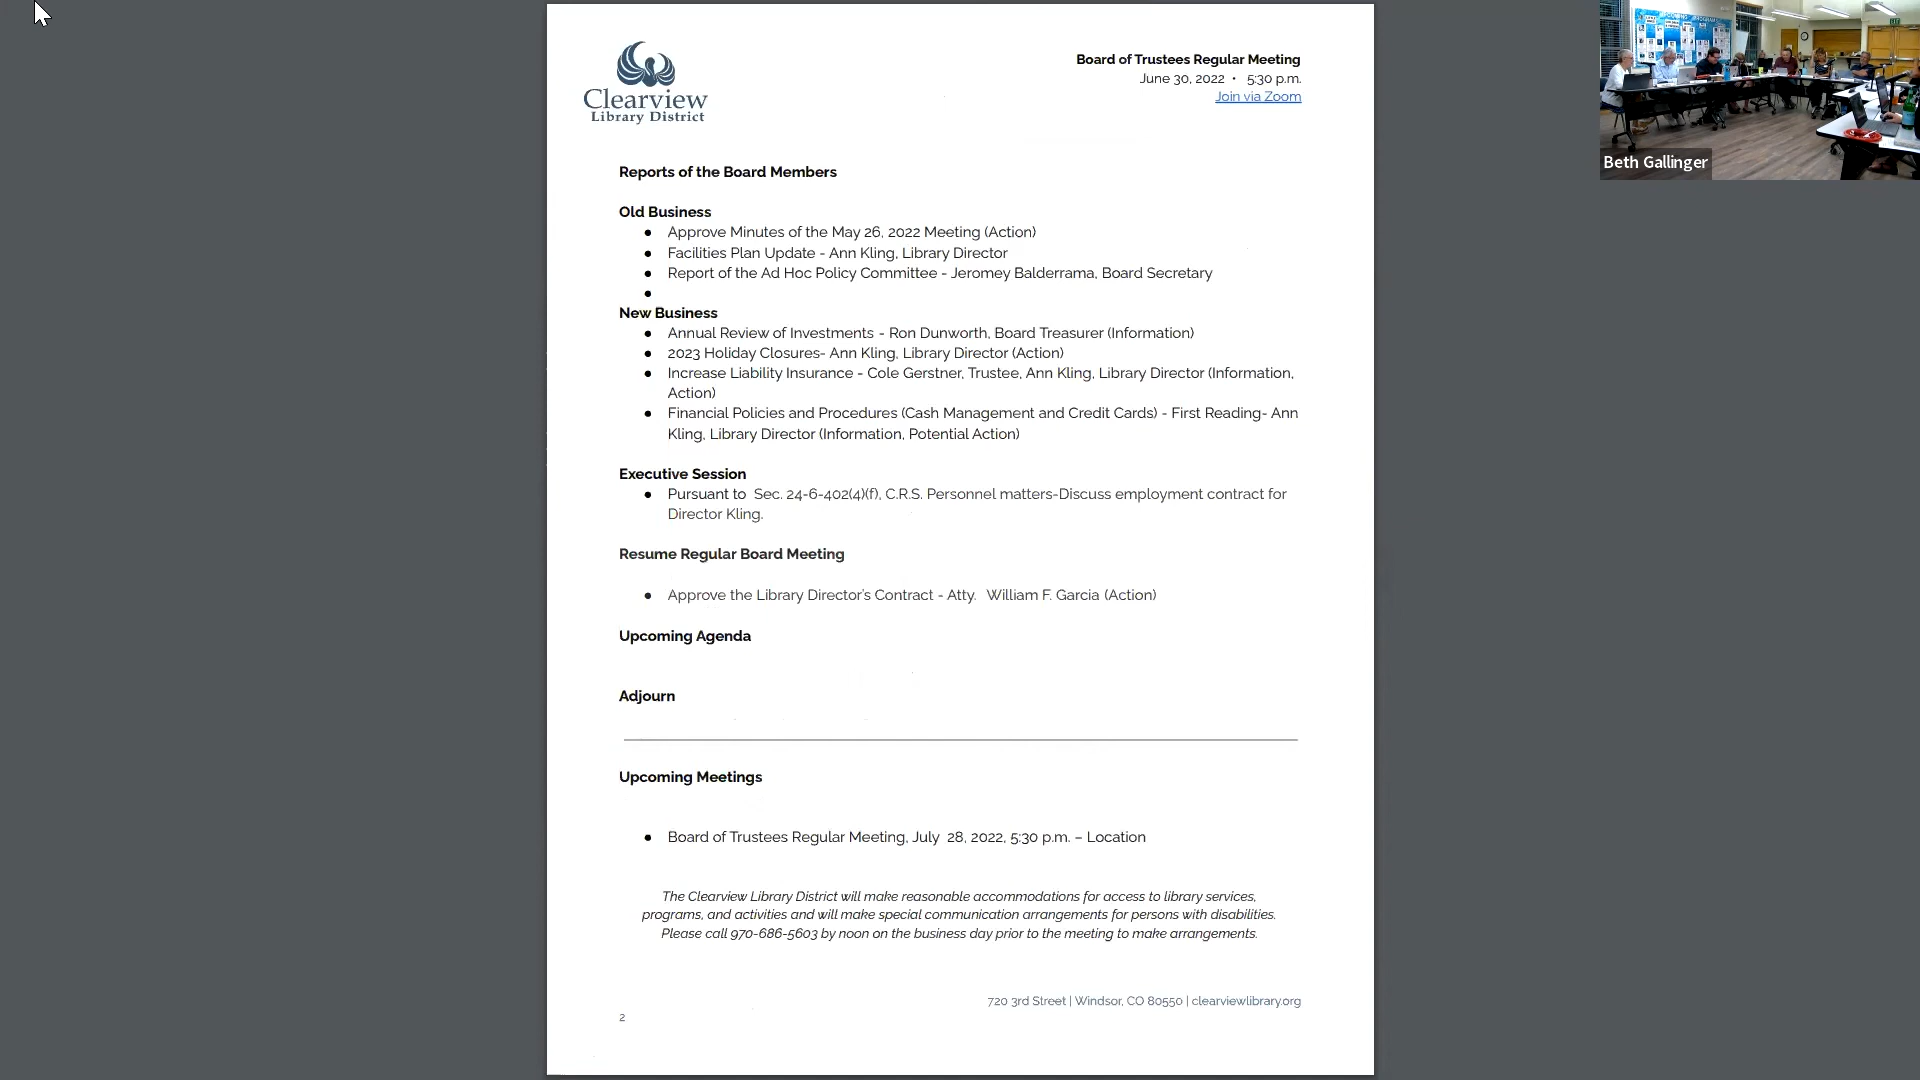 Clearview
Library District
Board of Trustees Regular Meeting
June 30, 2022 • 5:30 p.m.
Join via Zoom
Reports of the Board Members
Old Business
● Approve Minutes of the May 26, 2022 Meeting (Action)
● Facilities Plan Update - Ann Kling, Library Director
● Report of the Ad Hoc Policy Committee - Jeromey Balderrama, Board Secretary
●
New Business
● Annual Review of Investments - Ron Dunworth, Board Treasurer (Information)
● 2023 Holiday Closures- Ann Kling, Library Director (Action)
● Increase Liability Insurance - Cole Gerstner, Trustee, Ann Kling, Library Director (Information,
Action)
● Financial Policies and Procedures (Cash Management and Credit Cards) - First Reading- Ann
Kling, Library Director (Information, Potential Action)
Executive Session
● Pursuant to Sec. 24-6-402(4)(f), C.R.S. Personnel matters-Discuss employment contract for
Director Kling.
Resume Regular Board Meeting
● Approve the Library Director's Contract - Atty. William F. Garcia (Action)
Upcoming Agenda
Adjourn
Upcoming Meetings
● Board of Trustees Regular Meeting, July 28, 2022, 5:30 p.m. – Location
The Clearview Library District will make reasonable accommodations for access to library services,
programs, and activities and will make special communication arrangements for persons with disabilities.
Please call 970-686-5603 by noon on the business day prior to the meeting to make arrangements.
720 3rd Street | Windsor, CO 80550 | clearviewlibrary.org
2
Beth Gallinger